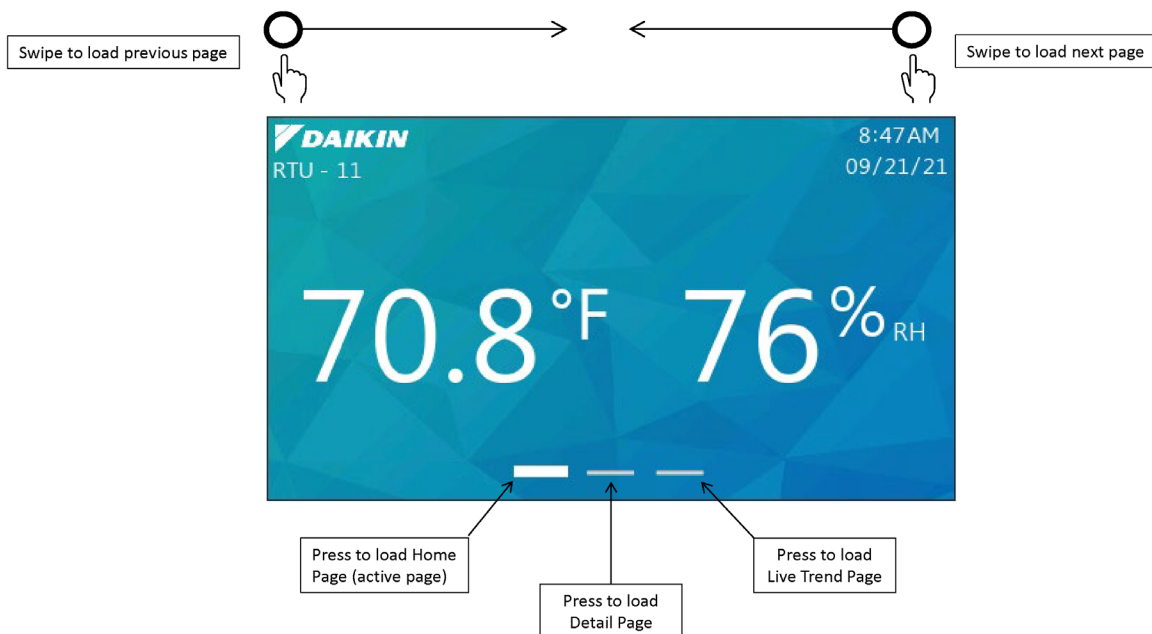 Swipe to load previous page
Swipe to load next page
DAIKIN
8:47AM
RTU - 11
09/21/21
70.8 °F 76 % RH
Press to load Home
Page (active page)
Press to load
Detail Page
Press to load
Live Trend Page